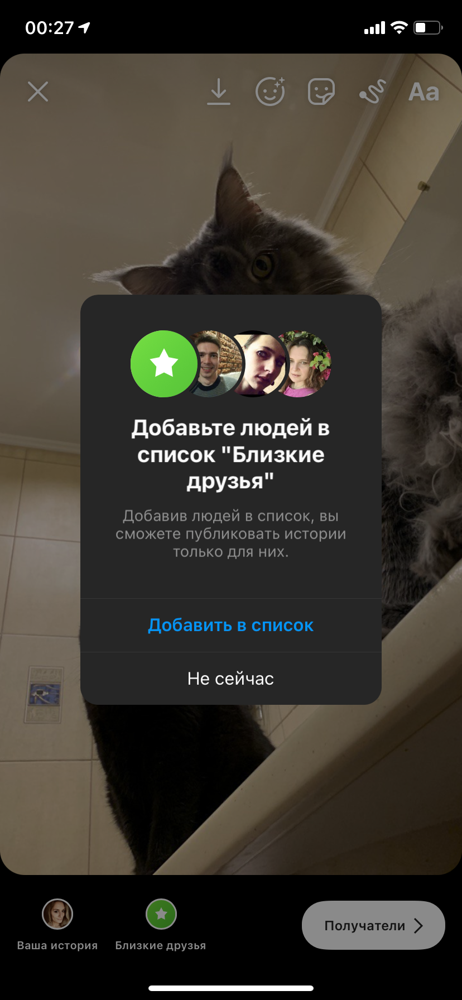 00:27
Aa
Добавьте людей в
список "Близкие
друзья"
Добавив людей в список, вы
сможете публиковать истории
только для них.
Добавить в список
Не сейчас
Ваша история
Близкие друзья
Получатели